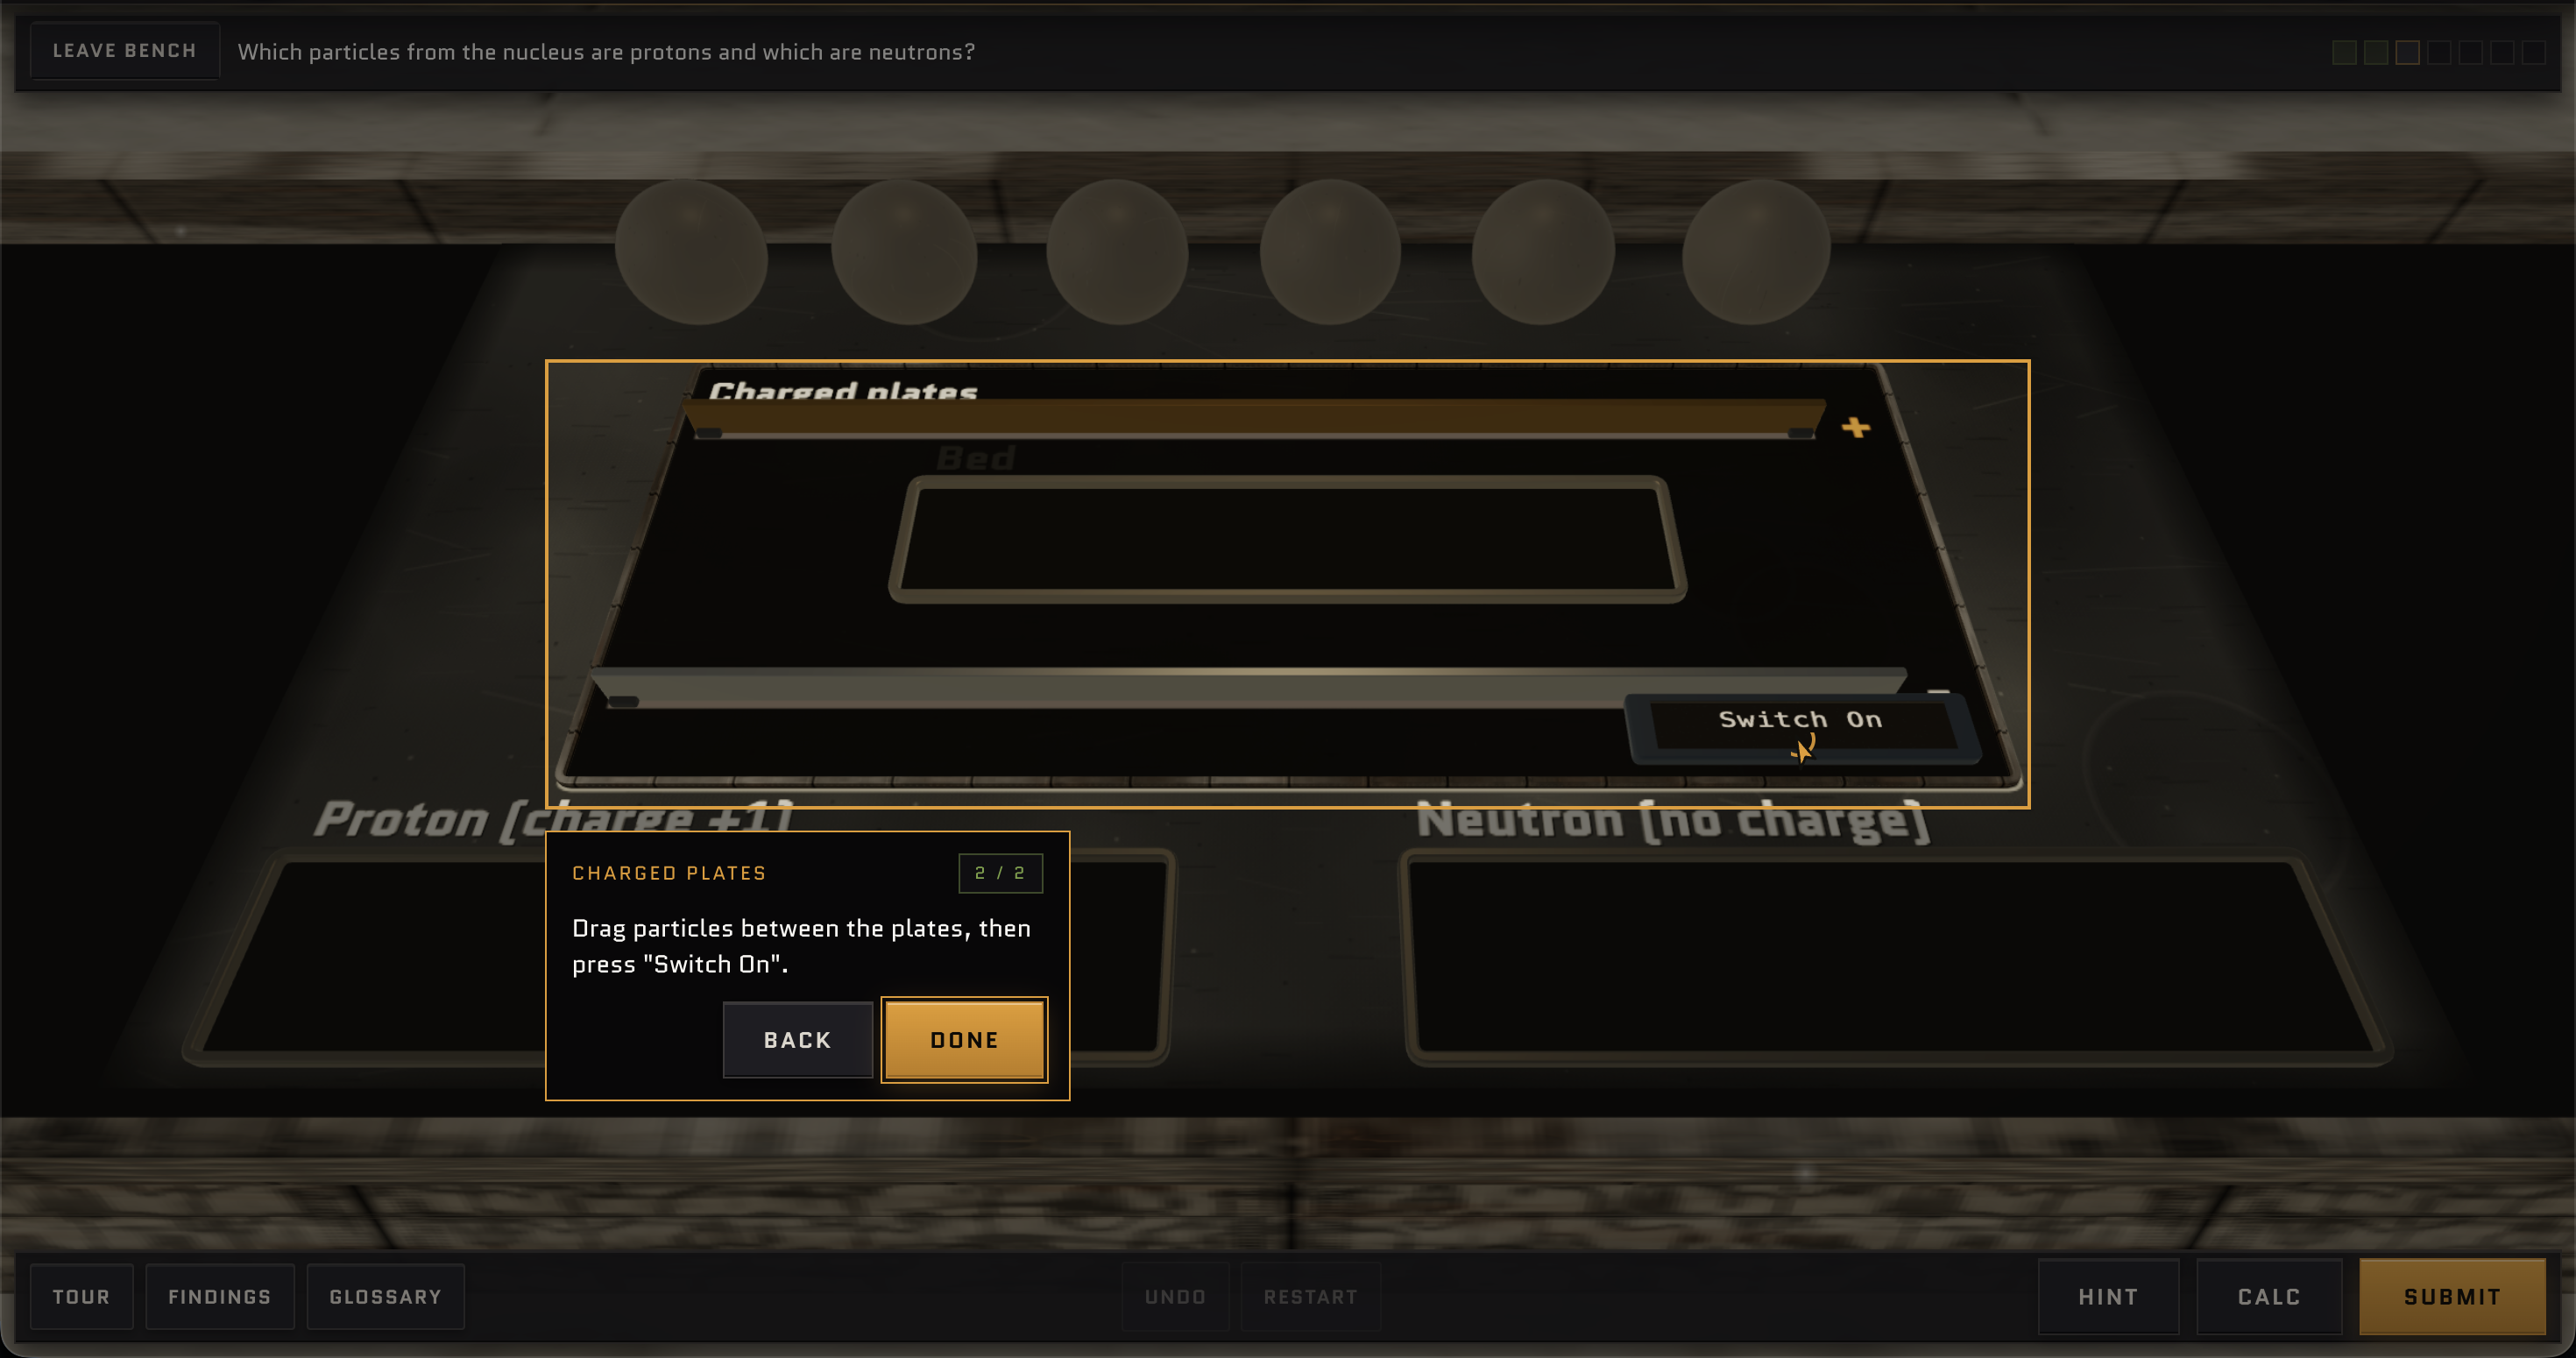 LEAVE BENCH
Which particles from the nucleus are protons and which are neutrons?
Charged plates
+
Bed
Switch On
Proton (charge +1)
Neutron (no charge)
CHARGED PLATES
2 / 2
Drag particles between the plates, then
press "Switch On".
BACK
DONE
TOUR
FINDINGS
GLOSSARY
UNDO
RESTART
HINT
CALC
SUBMIT